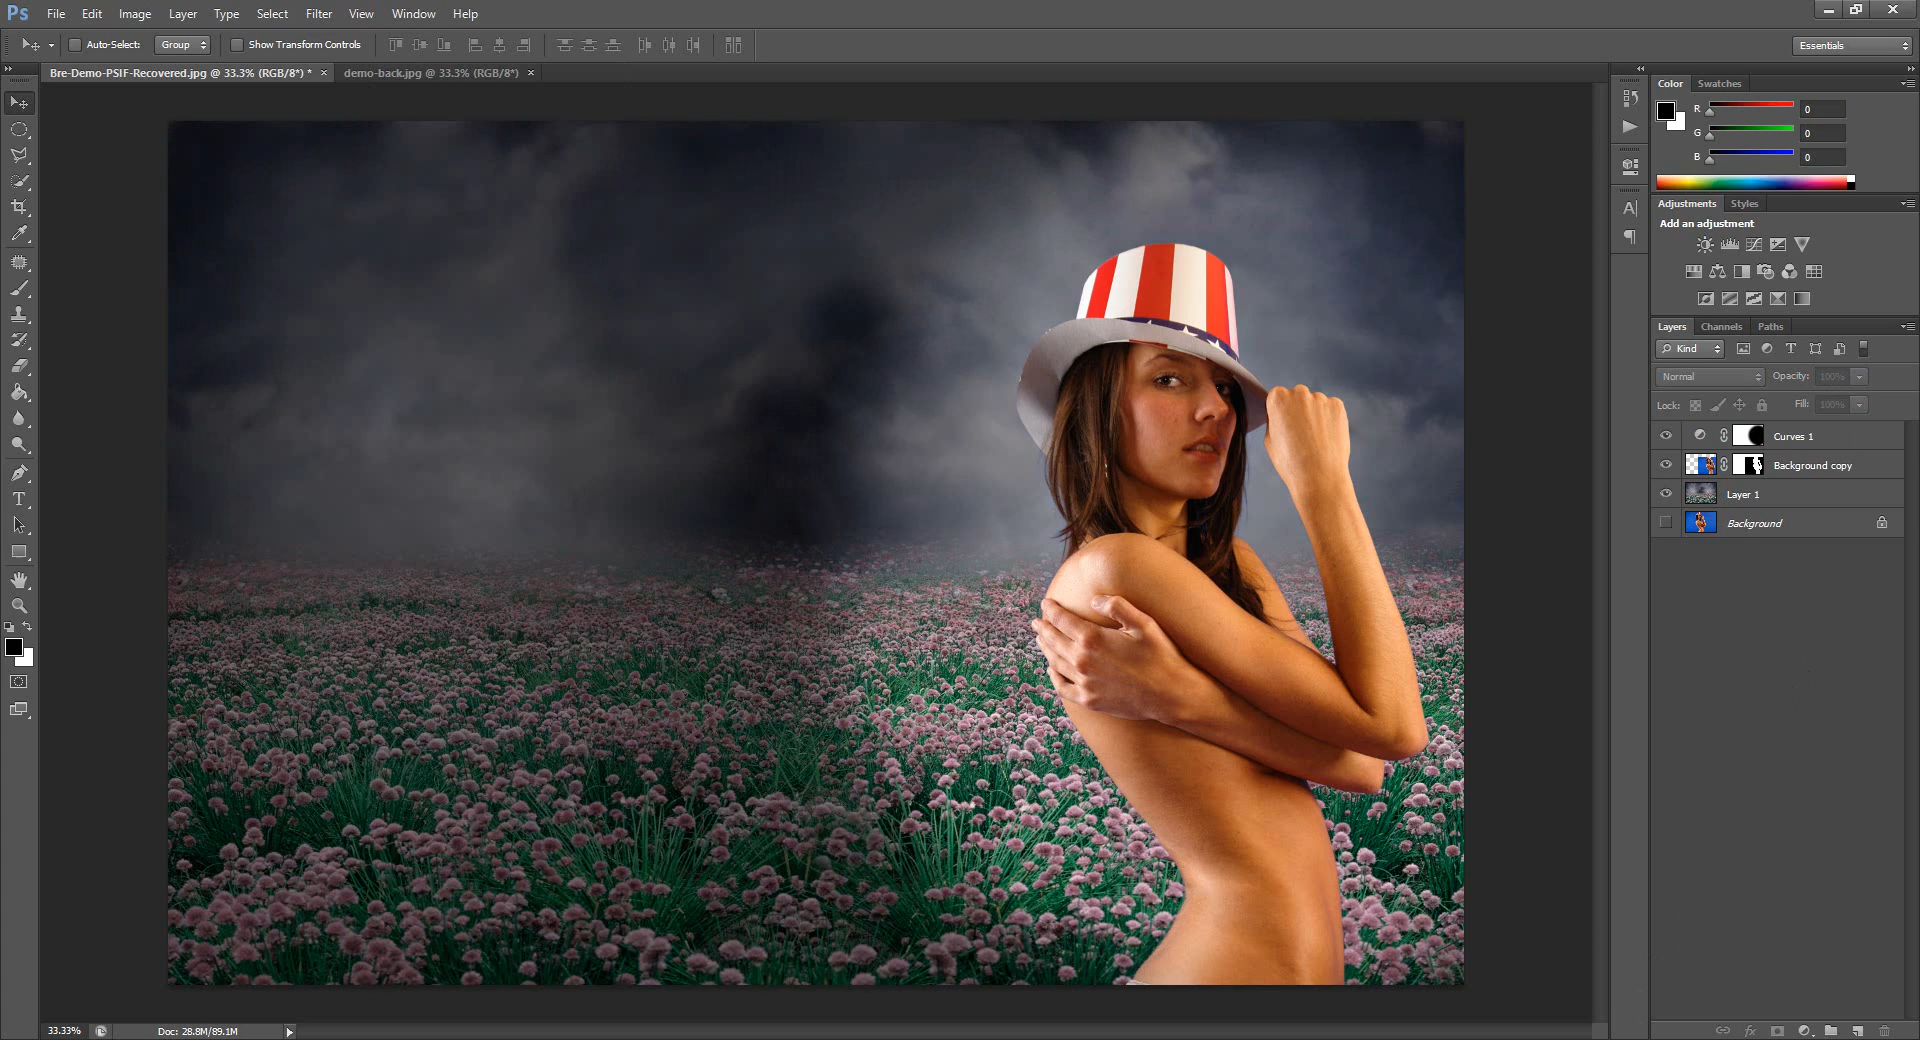 Ps File Edit Image Layer Type Select Filter View Window Help
Auto-Select: Group Show Transform Controls Essentials
Bre-Demo-PSIF-Recovered.jpg @ 33.3% (RGB/8*) * × demo-back.jpg @ 33.3% (RGB/8*) ×
Color Swatches
R 0
G 0
B 0
Adjustments Styles
Add an adjustment
Layers Channels Paths
Kind T
Normal Opacity: 100%
Lock: Fill: 100%
Curves 1
Background copy
Layer 1
Background
A
T
33.33% Doc: 28.8M/89.1M
fx